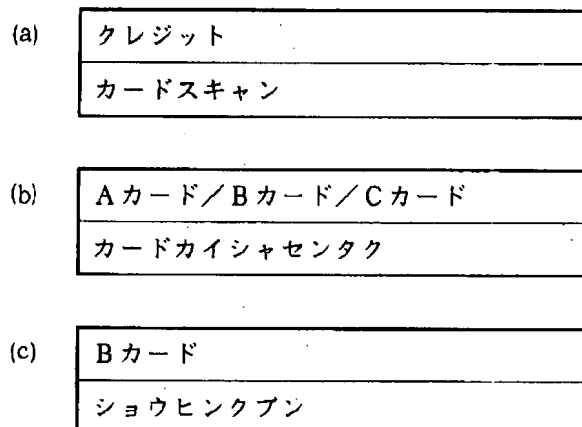 (a)
クレジット
カードスキャン
(b)
Aカード/Bカード/Cカード
カードカイシャセンタク
(c)
Bカード
ショウヒンクブン